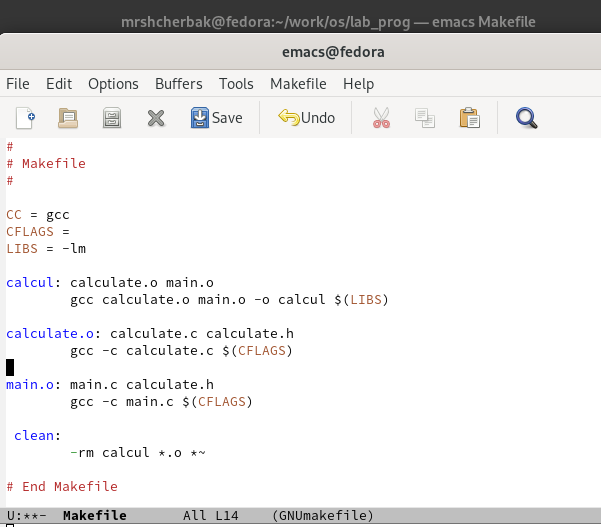 mrshcherbak@fedora:~/work/os/lab_prog — emacs Makefile
emacs@fedora
File Edit Options Buffers Tools Makefile Help
Save Undo
#
# Makefile
#
CC = gcc
CFLAGS =
LIBS = -lm
calcul: calculate.o main.o
gcc calculate.o main.o -o calcul $(LIBS)
calculate.o: calculate.c calculate.h
gcc -c calculate.c $(CFLAGS)
main.o: main.c calculate.h
gcc -c main.c $(CFLAGS)
clean:
-rm calcul *.o *~
# End Makefile
U:**- Makefile All L14 (GNUmakefile)